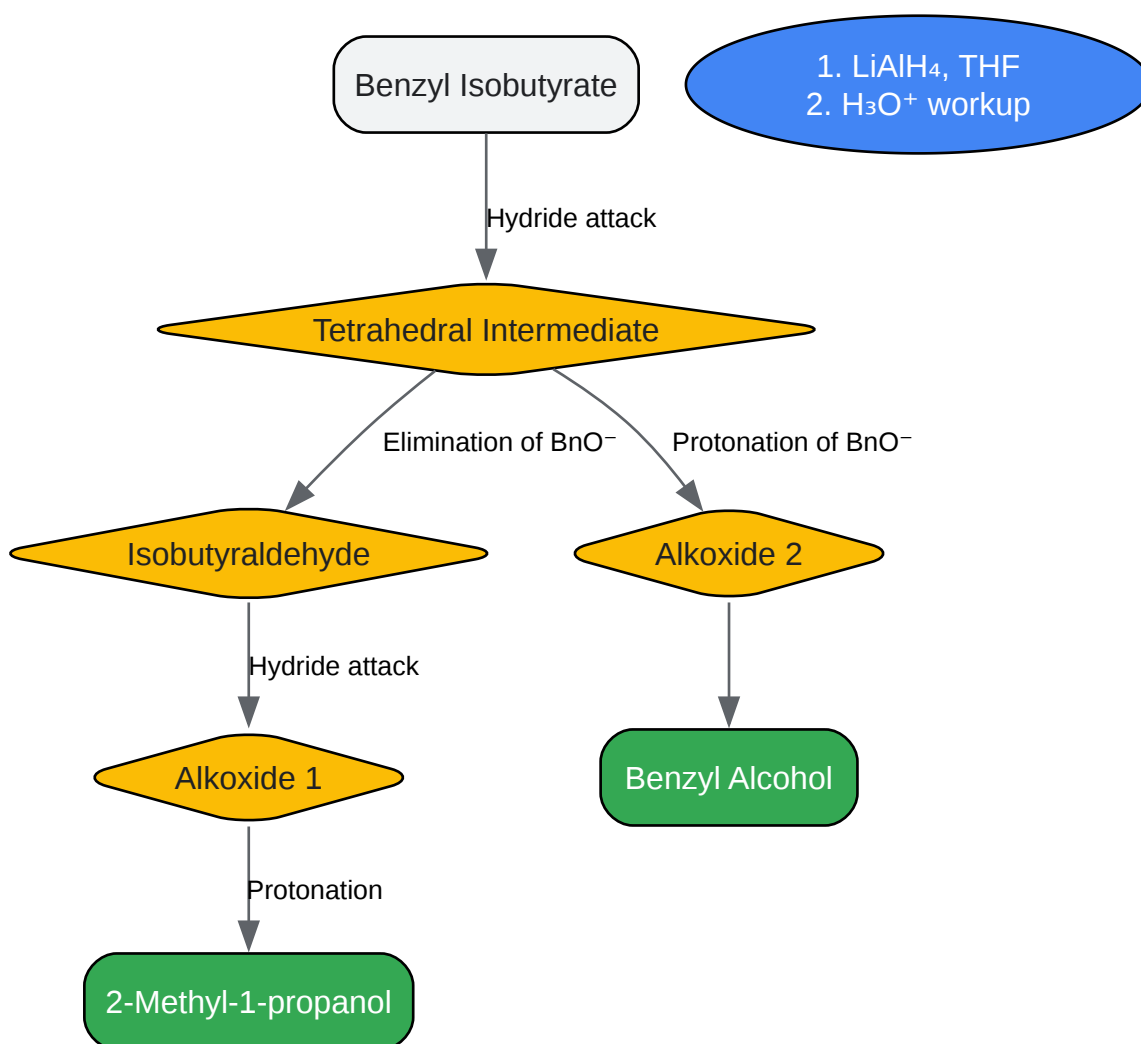 Benzyl Isobutyrate
1. LiAlH₄, THF
2. H₃O⁺ workup
Hydride attack
Tetrahedral Intermediate
Elimination of BnO⁻
Protonation of BnO⁻
Isobutyraldehyde
Alkoxide 2
Hydride attack
Alkoxide 1
Benzyl Alcohol
Protonation
2-Methyl-1-propanol